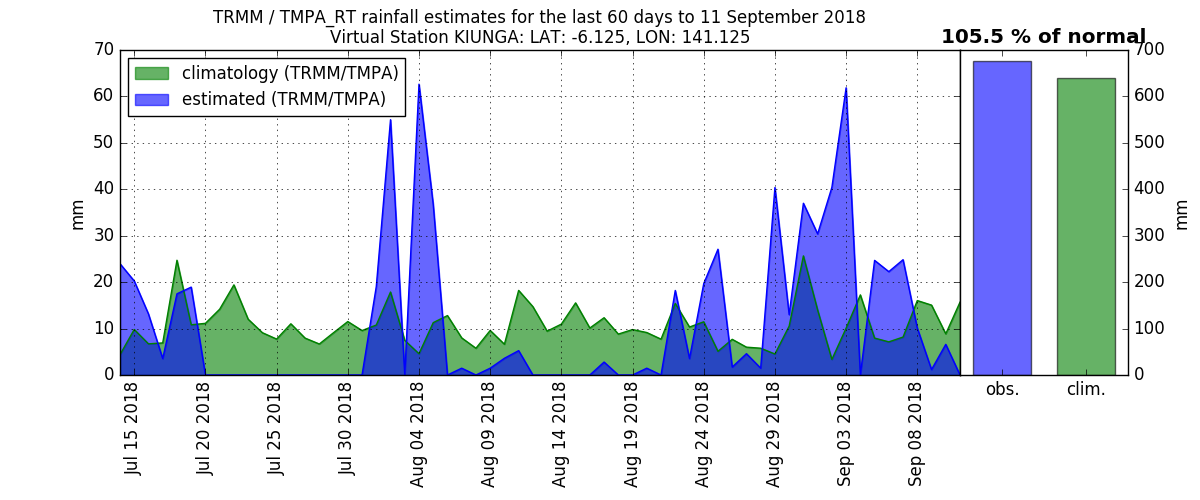 TRMM / TMPA_RT rainfall estimates for the last 60 days to 11 September 2018
Virtual Station KIUNGA: LAT: -6.125, LON: 141.125
105.5 % of normal
climatology (TRMM/TMPA)
estimated (TRMM/TMPA)
70
60
50
40
30
20
10
0
mm
Jul 15 2018
Jul 20 2018
Jul 25 2018
Jul 30 2018
Aug 04 2018
Aug 09 2018
Aug 14 2018
Aug 19 2018
Aug 24 2018
Aug 29 2018
Sep 03 2018
Sep 08 2018
obs.
clim.
700
600
500
400
300
200
100
0
mm